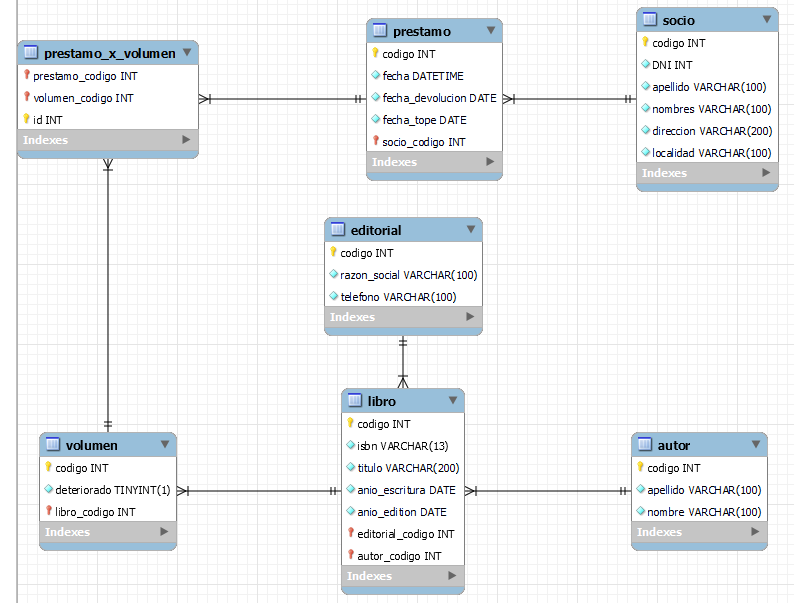 prestamo_x_volumen
prestamo_codigo INT
volumen_codigo INT
id INT
Indexes
prestamo
codigo INT
fecha DATETIME
fecha_devolucion DATE
fecha_tope DATE
socio_codigo INT
Indexes
socio
codigo INT
DNI INT
apellido VARCHAR(100)
nombres VARCHAR(100)
direccion VARCHAR(200)
localidad VARCHAR(100)
Indexes
editorial
codigo INT
razon_social VARCHAR(100)
telefono VARCHAR(100)
Indexes
volumen
codigo INT
deteriorado TINYINT(1)
libro_codigo INT
Indexes
libro
codigo INT
isbn VARCHAR(13)
titulo VARCHAR(200)
anio_escritura DATE
anio_edition DATE
editorial_codigo INT
autor_codigo INT
Indexes
autor
codigo INT
apellido VARCHAR(100)
nombre VARCHAR(100)
Indexes